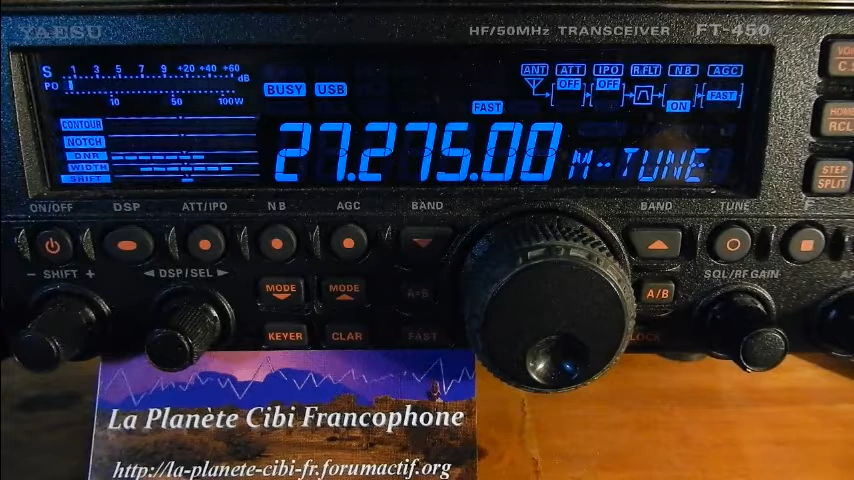 YAESU
HF/50MHz TRANSCEIVER FT-450
S 1 3 5 7 9 +20 +40 +60 dB
PO 10 50 100W
BUSY USB
ANT ATT IPO R.FLT NB AGC
OFF OFF ON FAST
FAST
27.275.00 M-TUNE
CONTOUR
NOTCH
DNR
WIDTH
SHIFT
HOME
RCL
STEP
SPLIT
ON/OFF DSP ATT/IPO NB AGC BAND BAND TUNE
− SHIFT + ◄ DSP/SEL ► SQL/RF GAIN
MODE MODE A=B A/B
KEYER CLAR FAST LOCK
La Planète Cibi Francophone
http://la-planete-cibi-fr.forumactif.org